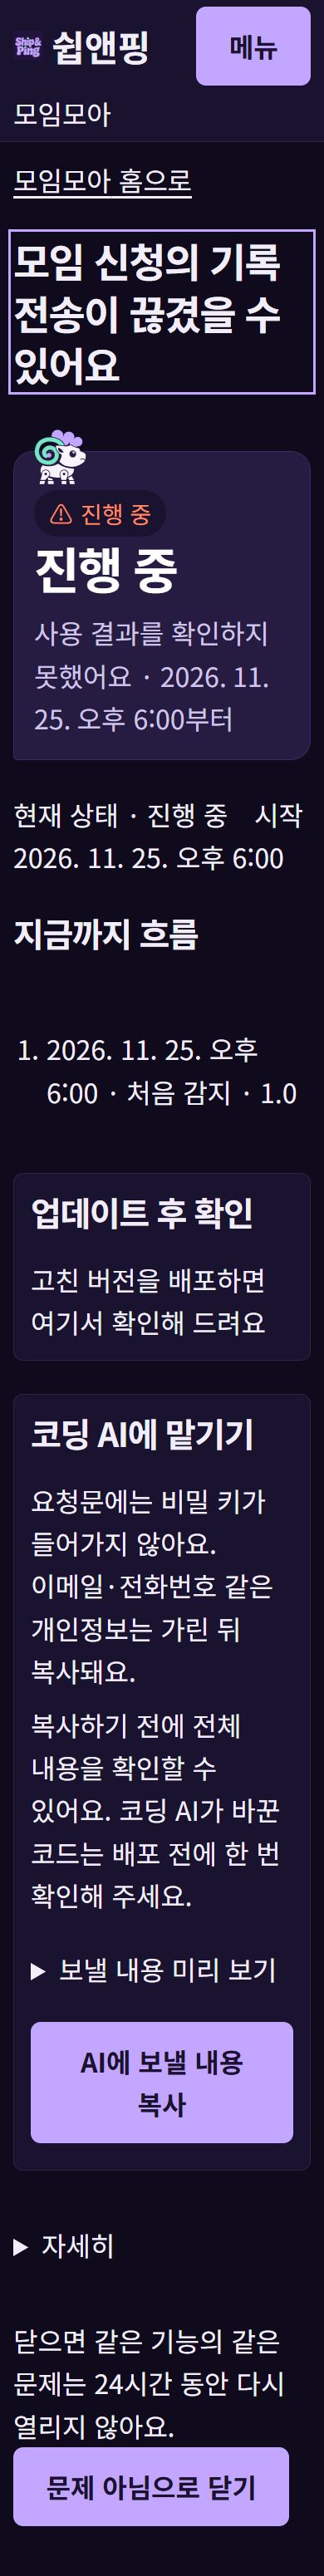 Ship&
Ping
쉽앤핑
메뉴
모임모아
모임모아 홈으로
모임 신청의 기록
전송이 끊겼을 수
있어요
진행 중
진행 중
사용 결과를 확인하지
못했어요 · 2026. 11.
25. 오후 6:00부터
현재 상태 · 진행 중 시작
2026. 11. 25. 오후 6:00
지금까지 흐름
1. 2026. 11. 25. 오후
6:00 · 처음 감지 · 1.0
업데이트 후 확인
고친 버전을 배포하면
여기서 확인해 드려요
코딩 AI에 맡기기
요청문에는 비밀 키가
들어가지 않아요.
이메일·전화번호 같은
개인정보는 가린 뒤
복사돼요.
복사하기 전에 전체
내용을 확인할 수
있어요. 코딩 AI가 바꾼
코드는 배포 전에 한 번
확인해 주세요.
보낼 내용 미리 보기
AI에 보낼 내용
복사
자세히
닫으면 같은 기능의 같은
문제는 24시간 동안 다시
열리지 않아요.
문제 아님으로 닫기